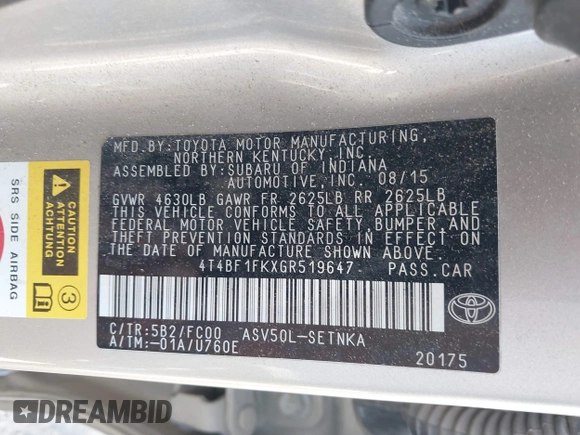 MFD.BY:TOYOTA MOTOR MANUFACTURING,
NORTHERN KENTUCKY,INC
ASSEMBLED BY:SUBARU OF INDIANA
AUTOMOTIVE,INC. 08/15
GVWR 4630LB GAWR FR 2625LB RR 2625LB
THIS VEHICLE CONFORMS TO ALL APPLICABLE
FEDERAL MOTOR VEHICLE SAFETY,BUMPER,AND
THEFT PREVENTION STANDARDS IN EFFECT ON
THE DATE OF MANUFACTURE SHOWN ABOVE.
4T4BF1FKXGR519647 PASS.CAR
C/TR:5B2/FC00 ASV50L-SETNKA
A/TM:-01A/U760E
20175
SRS SIDE AIRBAG
CAUTION
ATTENTION
ACHTUNG
3
DREAMBID